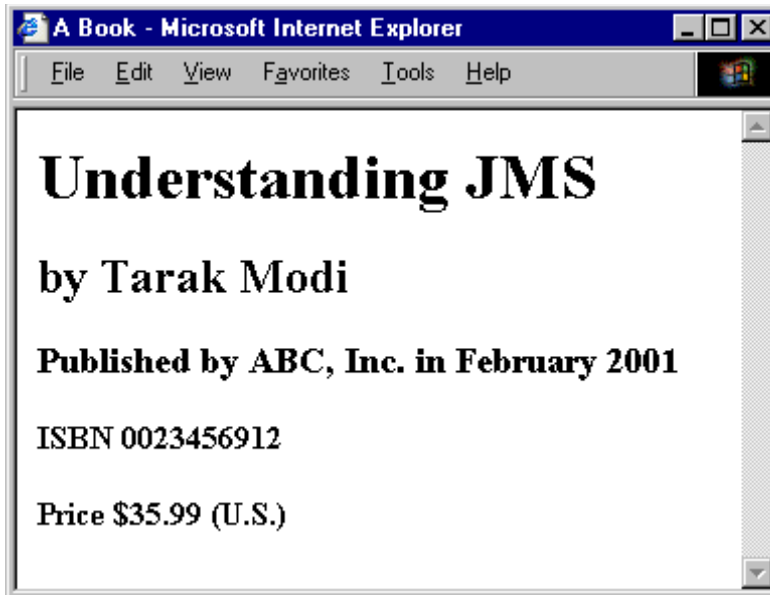 A Book - Microsoft Internet Explorer
File Edit View Favorites Tools Help
Understanding JMS
by Tarak Modi
Published by ABC, Inc. in February 2001
ISBN 0023456912
Price $35.99 (U.S.)